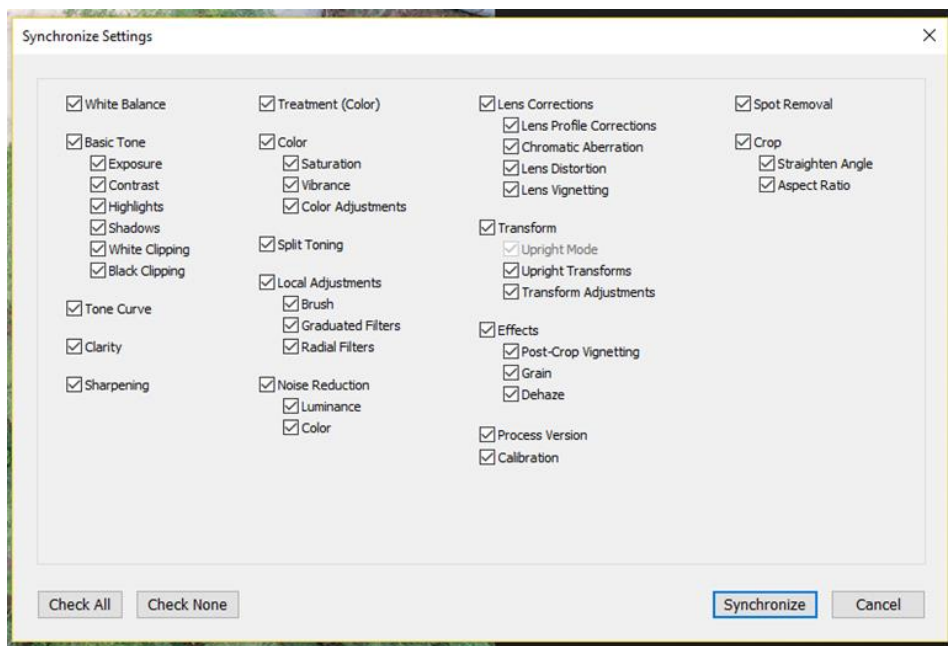 Synchronize Settings
White Balance
Basic Tone
Exposure
Contrast
Highlights
Shadows
White Clipping
Black Clipping
Tone Curve
Clarity
Sharpening
Treatment (Color)
Color
Saturation
Vibrance
Color Adjustments
Split Toning
Local Adjustments
Brush
Graduated Filters
Radial Filters
Noise Reduction
Luminance
Color
Lens Corrections
Lens Profile Corrections
Chromatic Aberration
Lens Distortion
Lens Vignetting
Transform
Upright Mode
Upright Transforms
Transform Adjustments
Effects
Post-Crop Vignetting
Grain
Dehaze
Process Version
Calibration
Spot Removal
Crop
Straighten Angle
Aspect Ratio
Check All
Check None
Synchronize
Cancel